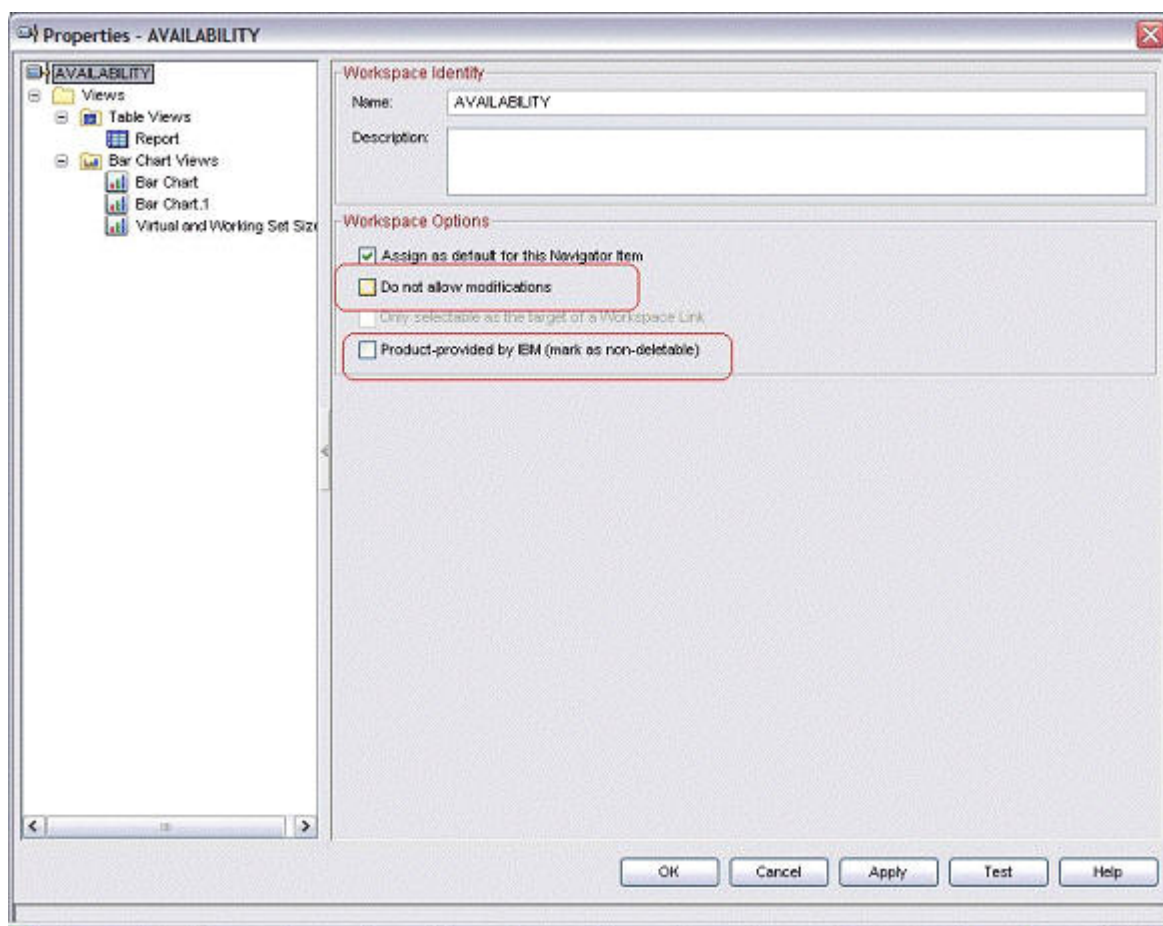 Properties - AVAILABILITY
AVAILABILITY
Views
Table Views
Report
Bar Chart Views
Bar Chart
Bar Chart.1
Virtual and Working Set Size
Workspace Identity
Name: AVAILABILITY
Description:
Workspace Options
Assign as default for this Navigator Item
Do not allow modifications
Only selectable as the target of a Workspace Link
Product-provided by IBM (mark as non-deletable)
OK Cancel Apply Test Help